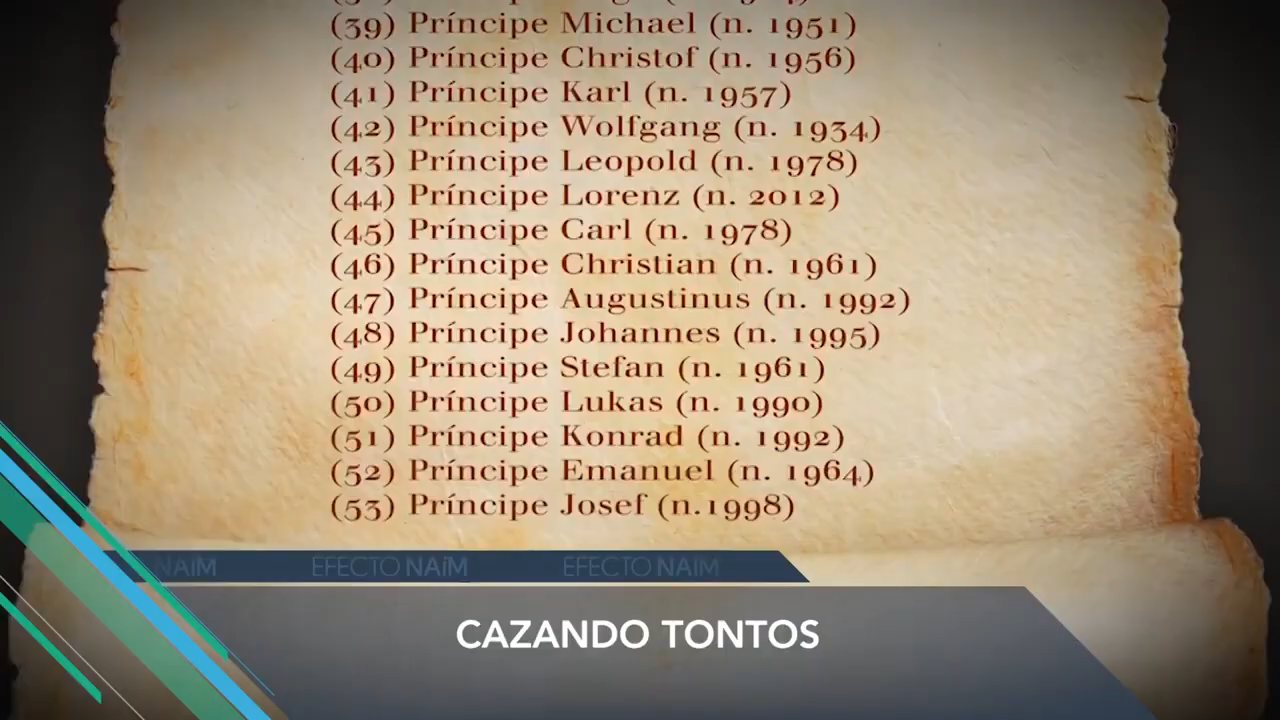 (39) Príncipe Michael (n. 1951)
(40) Príncipe Christof (n. 1956)
(41) Príncipe Karl (n. 1957)
(42) Príncipe Wolfgang (n. 1934)
(43) Príncipe Leopold (n. 1978)
(44) Príncipe Lorenz (n. 2012)
(45) Príncipe Carl (n. 1978)
(46) Príncipe Christian (n. 1961)
(47) Príncipe Augustinus (n. 1992)
(48) Príncipe Johannes (n. 1995)
(49) Príncipe Stefan (n. 1961)
(50) Príncipe Lukas (n. 1990)
(51) Príncipe Konrad (n. 1992)
(52) Príncipe Emanuel (n. 1964)
(53) Príncipe Josef (n.1998)
NAíM EFECTO NAíM EFECTO NAíM
CAZANDO TONTOS